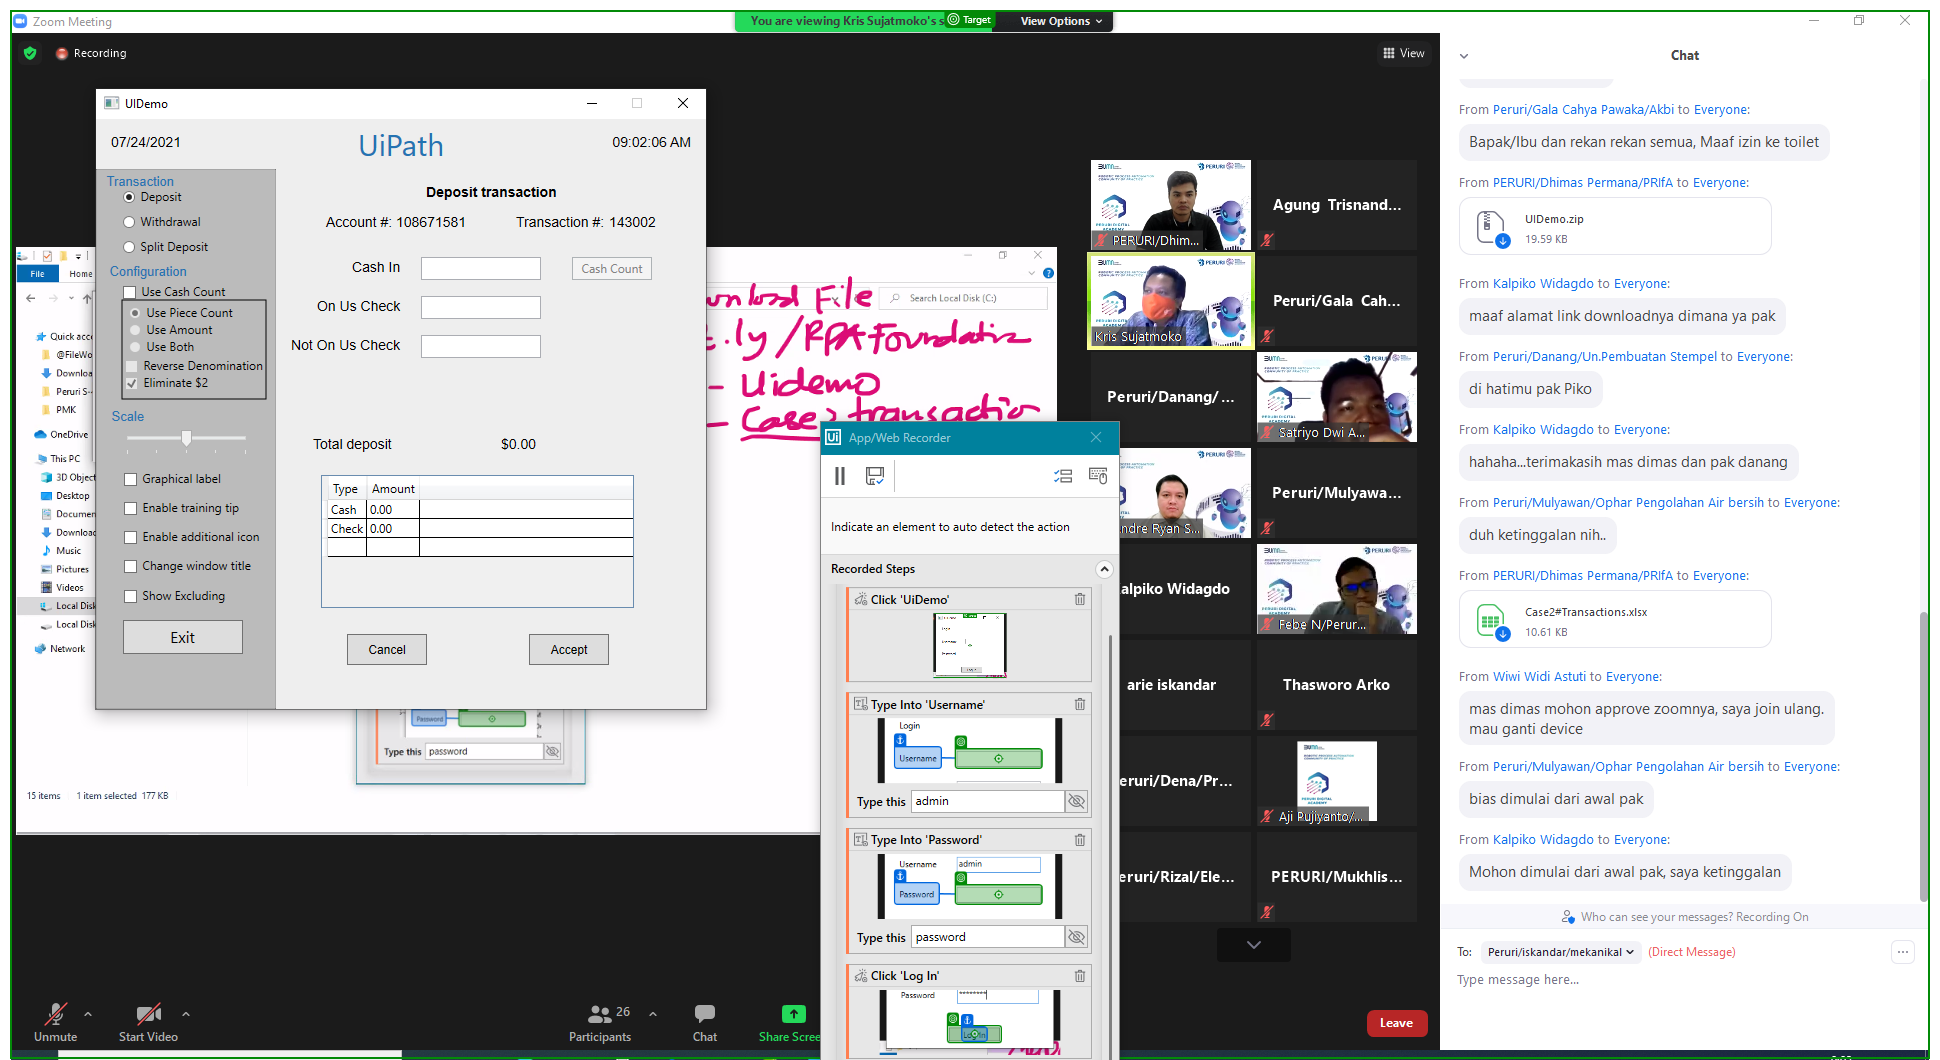 Zoom Meeting
You are viewing Kris Sujatmoko's s
Target
View Options
Recording
View
UIDemo
07/24/2021
UiPath
09:02:06 AM
Transaction
Deposit
Withdrawal
Split Deposit
Configuration
Use Cash Count
Use Piece Count
Use Amount
Use Both
Reverse Denomination
Eliminate $2
Scale
Graphical label
Enable training tip
Enable additional icon
Change window title
Show Excluding
Exit
Deposit transaction
Account #: 108671581
Transaction #: 143002
Cash In
Cash Count
On Us Check
Not On Us Check
Total deposit
$0.00
Type Amount
Cash 0.00
Check 0.00
Cancel
Accept
File
Home
Quick acce
@FileWo
Downloa
Peruri S-
PMK
OneDrive
This PC
3D Object
Desktop
Documen
Downloa
Music
Pictures
Videos
Local Disk
Local Disk
Network
15 items
1 item selected 177 KB
Search Local Disk (C:)
wnload File
t.ly/RPAFoundatin
- Uidemo
- Case2 transaction
Password
Type this password
Ui App/Web Recorder
Indicate an element to auto detect the action
Recorded Steps
Click 'UiDemo'
Type Into 'Username'
Login
Username
Type this admin
Type Into 'Password'
Username admin
Password
Type this password
Click 'Log In'
Password ********
Log In
PERURI/Dhim...
Agung Trisnand...
Kris Sujatmoko
Peruri/Gala Cah...
Peruri/Danang/ ...
Satriyo Dwi A...
ndre Ryan S...
Peruri/Mulyawa...
alpiko Widagdo
Febe N/Perur...
arie iskandar
Thasworo Arko
eruri/Dena/Pr...
Aji Pujiyanto/...
eruri/Rizal/Ele...
PERURI/Mukhlis...
Unmute
Start Video
26
Participants
Chat
Share Scree
Leave
Chat
From Peruri/Gala Cahya Pawaka/Akbi to Everyone:
Bapak/Ibu dan rekan rekan semua, Maaf izin ke toilet
From PERURI/Dhimas Permana/PRIfA to Everyone:
UIDemo.zip
19.59 KB
From Kalpiko Widagdo to Everyone:
maaf alamat link downloadnya dimana ya pak
From Peruri/Danang/Un.Pembuatan Stempel to Everyone:
di hatimu pak Piko
From Kalpiko Widagdo to Everyone:
hahaha...terimakasih mas dimas dan pak danang
From Peruri/Mulyawan/Ophar Pengolahan Air bersih to Everyone:
duh ketinggalan nih..
From PERURI/Dhimas Permana/PRIfA to Everyone:
Case2#Transactions.xlsx
10.61 KB
From Wiwi Widi Astuti to Everyone:
mas dimas mohon approve zoomnya, saya join ulang.
mau ganti device
From Peruri/Mulyawan/Ophar Pengolahan Air bersih to Everyone:
bias dimulai dari awal pak
From Kalpiko Widagdo to Everyone:
Mohon dimulai dari awal pak, saya ketinggalan
Who can see your messages? Recording On
To: Peruri/iskandar/mekanikal (Direct Message)
Type message here...